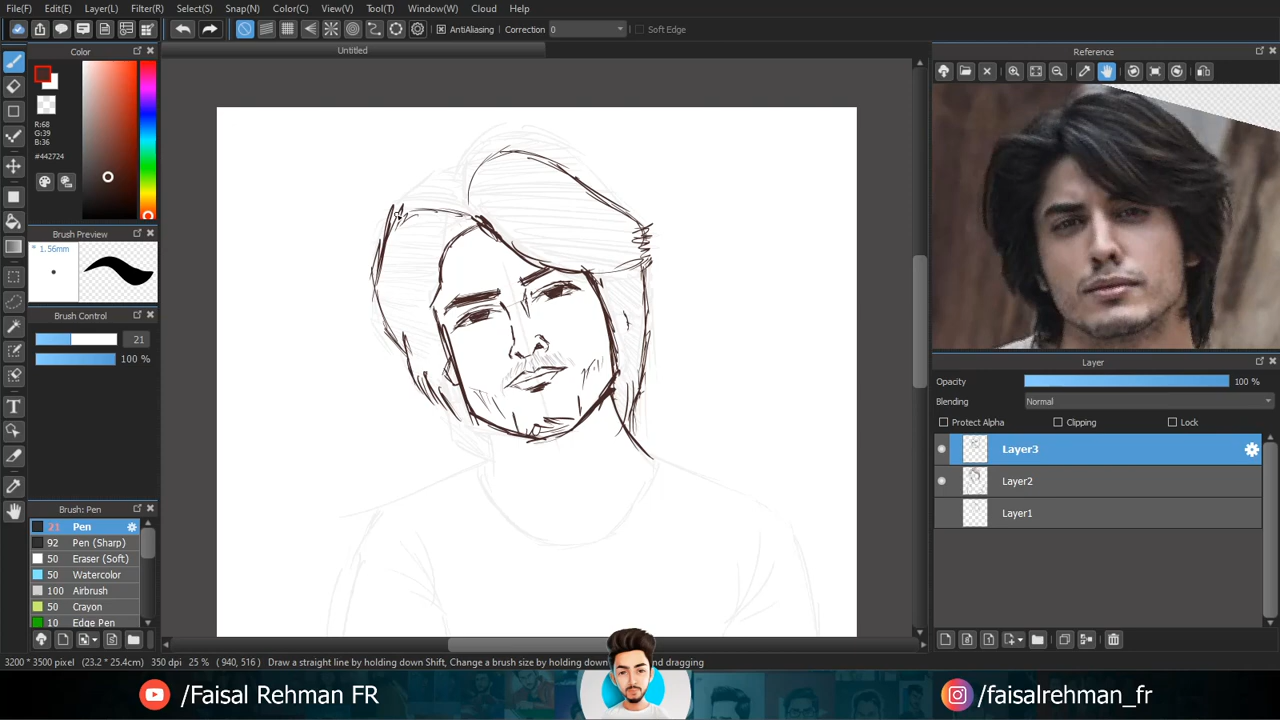 File(F) Edit(E) Layer(L) Filter(R) Select(S) Snap(N) Color(C) View(V) Tool(T) Window(W) Cloud Help
AntiAliasing Correction 0 Soft Edge
Untitled
Color
R:68
G:39
B:36
#442724
Brush Preview
* 1.56mm
Brush Control
21
100 %
Brush: Pen
21 Pen
92 Pen (Sharp)
50 Eraser (Soft)
50 Watercolor
100 Airbrush
50 Crayon
10 Edge Pen
Reference
Layer
Opacity 100 %
Blending Normal
Protect Alpha Clipping Lock
Layer3
Layer2
Layer1
3200 * 3500 pixel (23.2 * 25.4cm) 350 dpi 25 % ( 940, 516 ) Draw a straight line by holding down Shift, Change a brush size by holding down and dragging
/Faisal Rehman FR
/faisalrehman_fr